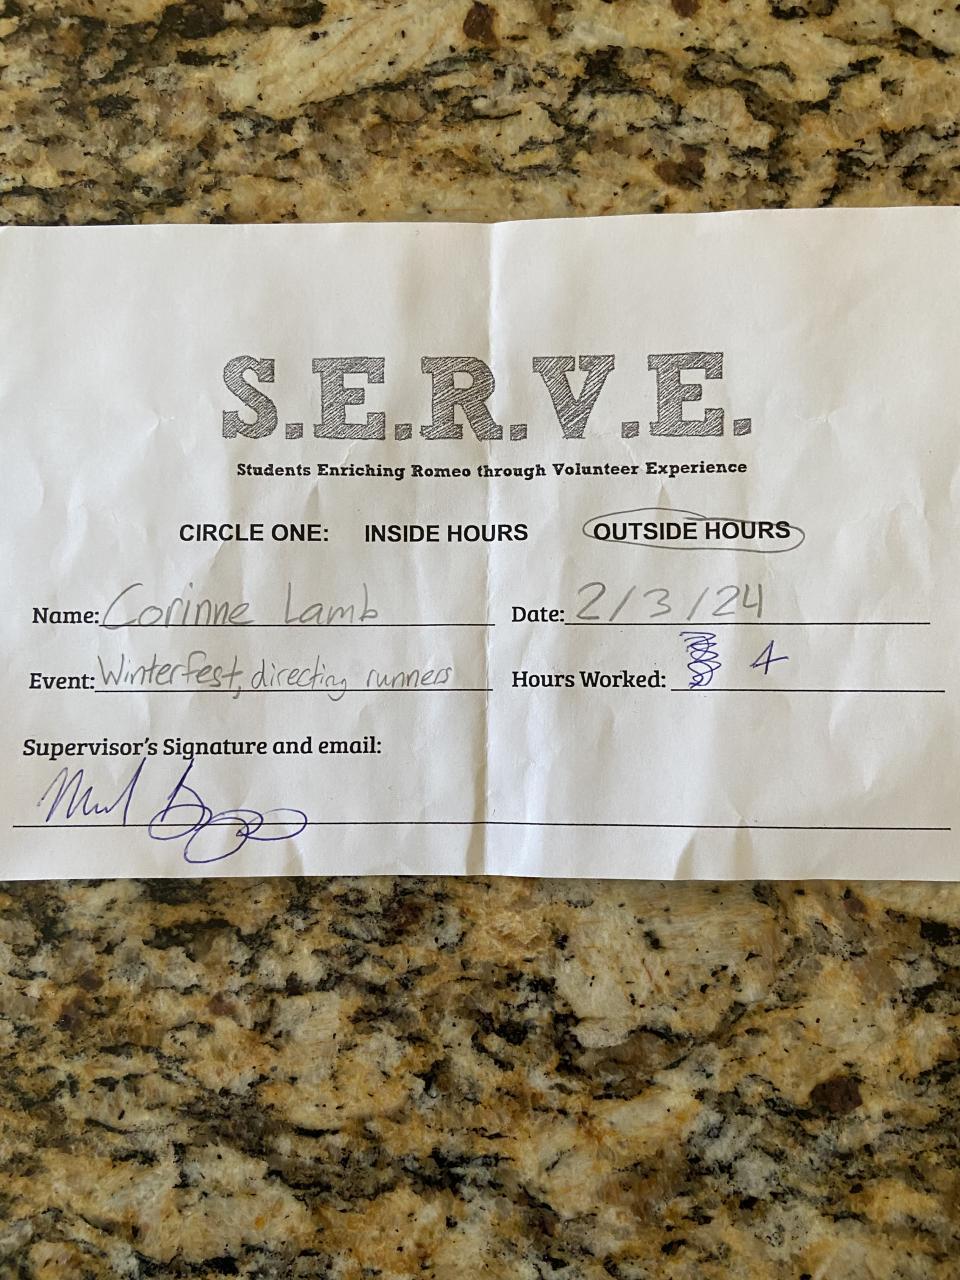 S.E.R.V.E.
Students Enriching Romeo through Volunteer Experience
CIRCLE ONE: INSIDE HOURS OUTSIDE HOURS
Name: Corinne Lamb Date: 2/3/24
Event: Winterfest, directing runners Hours Worked: 4
Supervisor's Signature and email: